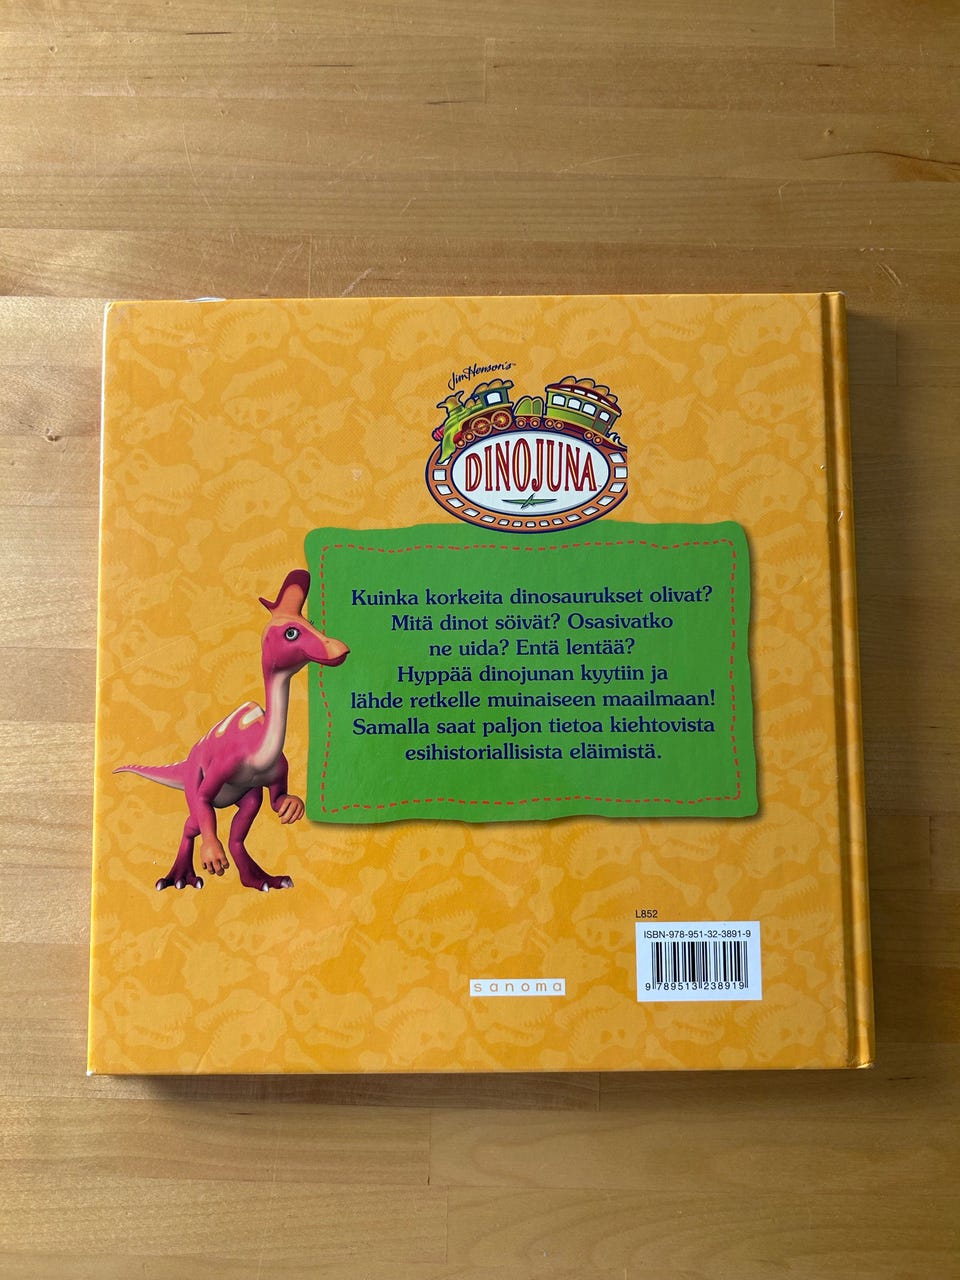 Jim Henson's™
DINOJUNA™
Kuinka korkeita dinosaurukset olivat?
Mitä dinot söivät? Osasivatko
ne uida? Entä lentää?
Hyppää dinojunan kyytiin ja
lähde retkelle muinaiseen maailmaan!
Samalla saat paljon tietoa kiehtovista
esihistoriallisista eläimistä.
L852
ISBN-978-951-32-3891-9
9 789513 238919
sanoma